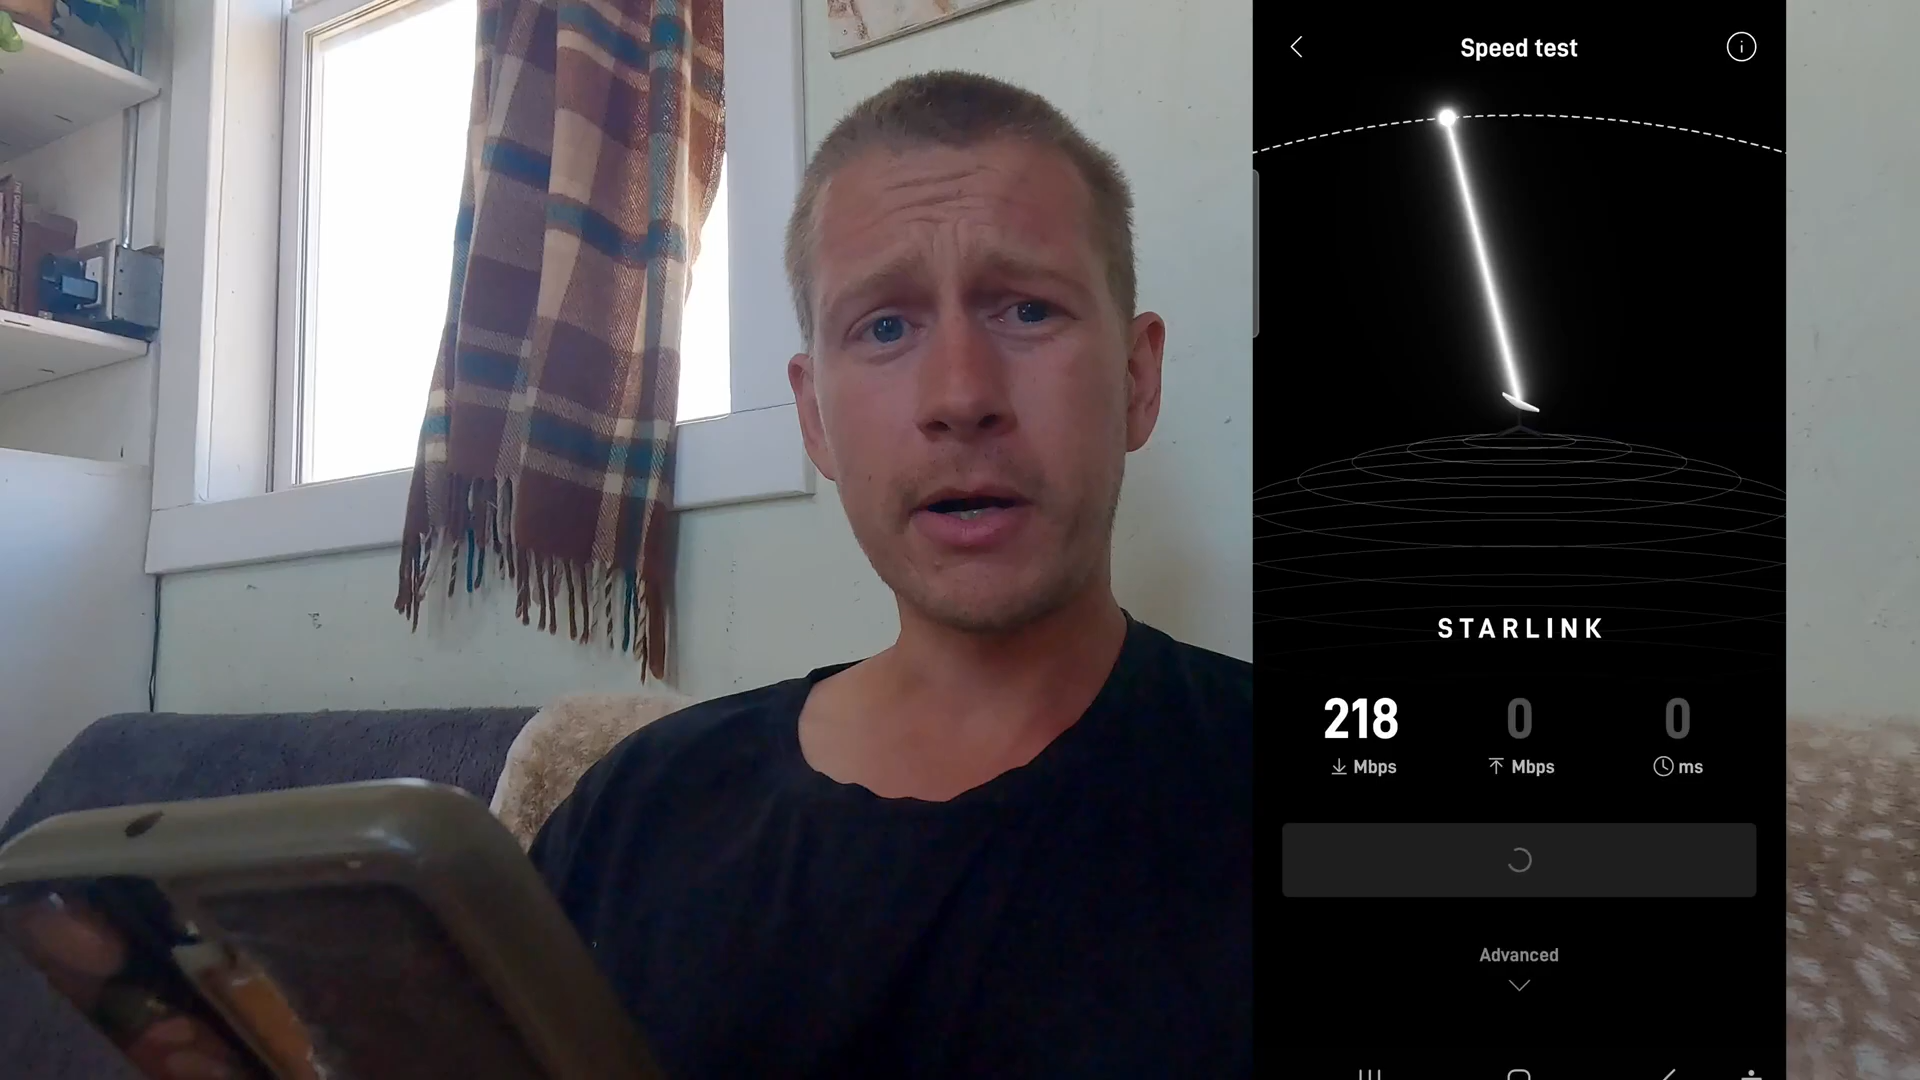 Speed test
STARLINK
218 0 0
Mbps Mbps ms
Advanced